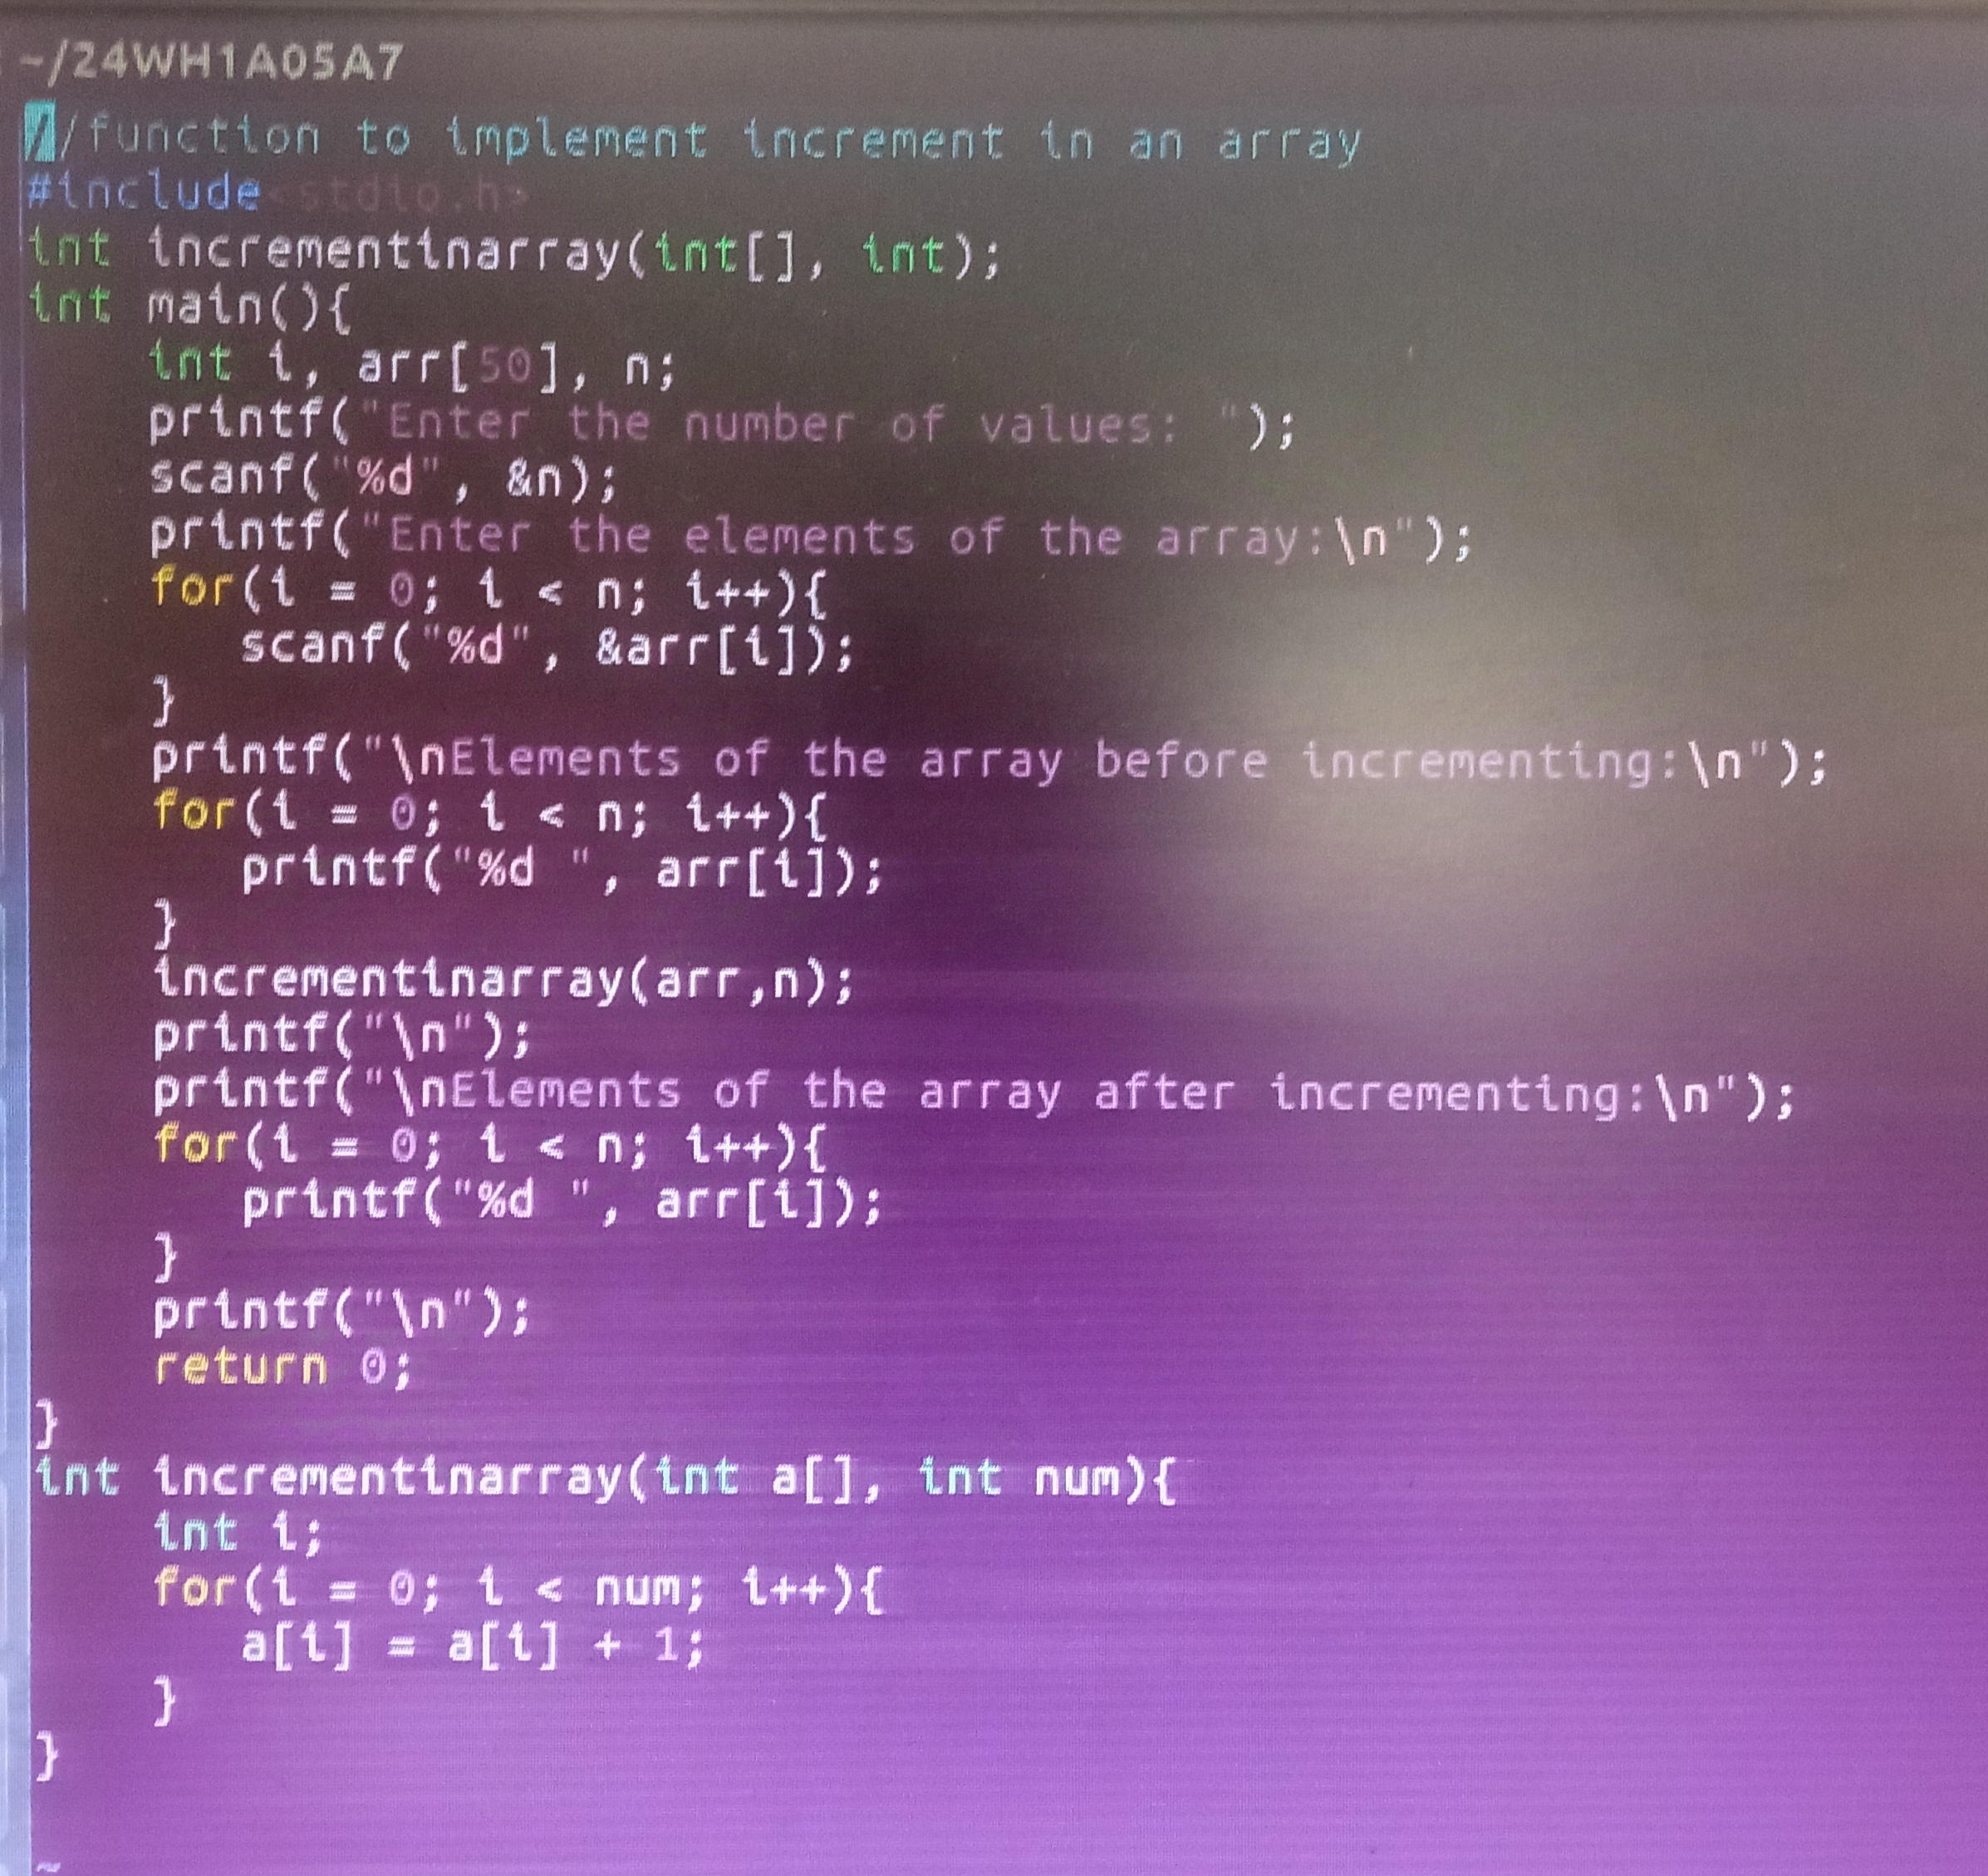 ~/24WH1A05A7
//function to implement increment in an array
#include<stdio.h>
int incrementinarray(int[], int);
int main(){
    int i, arr[50], n;
    printf("Enter the number of values: ");
    scanf("%d", &n);
    printf("Enter the elements of the array:\n");
    for(i = 0; i < n; i++){
       scanf("%d", &arr[i]);
    }
    printf("\nElements of the array before incrementing:\n");
    for(i = 0; i < n; i++){
       printf("%d ", arr[i]);
    }
    incrementinarray(arr,n);
    printf("\n");
    printf("\nElements of the array after incrementing:\n");
    for(i = 0; i < n; i++){
       printf("%d ", arr[i]);
    }
    printf("\n");
    return 0;
}
int incrementinarray(int a[], int num){
    int i;
    for(i = 0; i < num; i++){
       a[i] = a[i] + 1;
    }
}
~